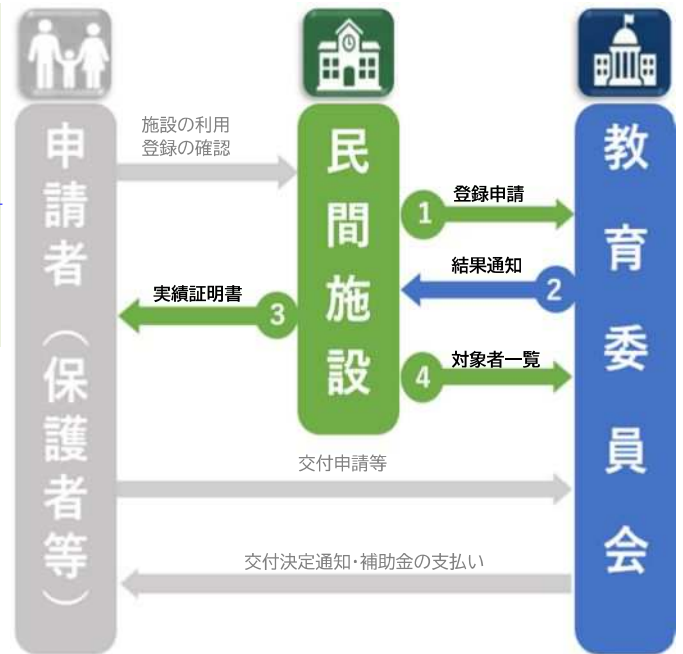 申請者（保護者等）
民間施設
教育委員会
施設の利用
登録の確認
1
登録申請
結果通知
2
実績証明書
3
4
対象者一覧
交付申請等
交付決定通知・補助金の支払い